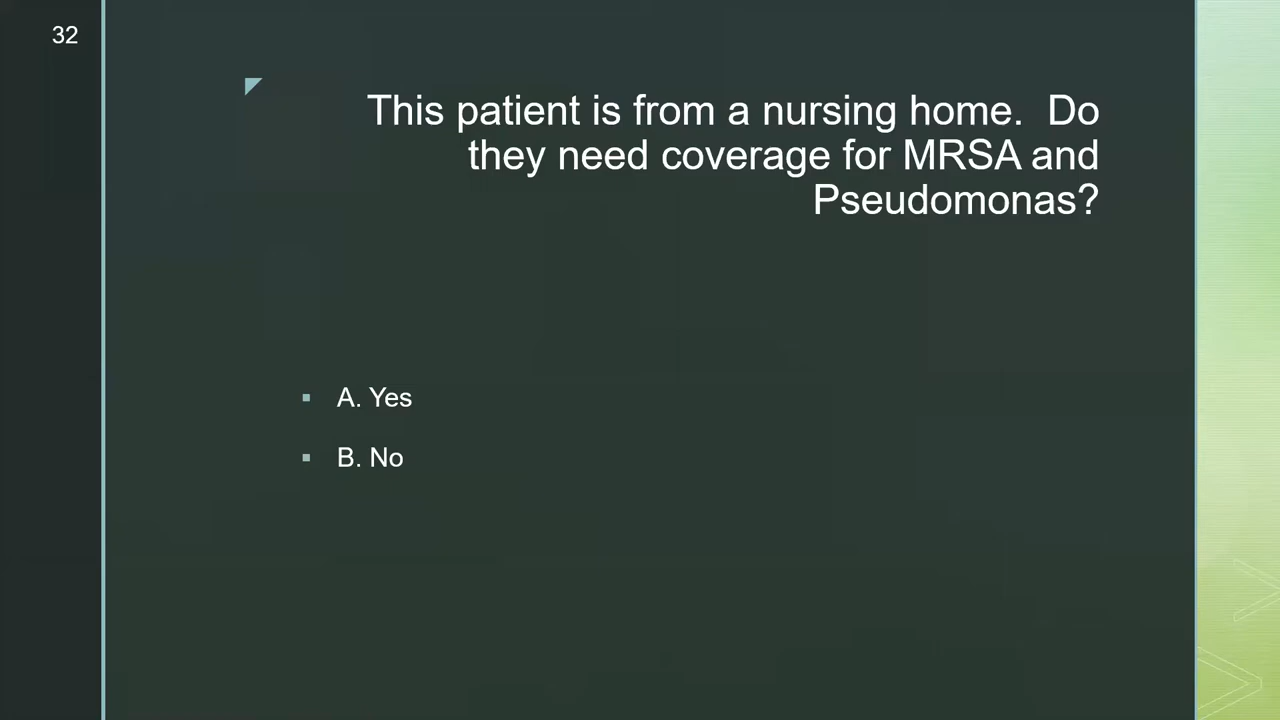 32
This patient is from a nursing home.  Do
they need coverage for MRSA and
Pseudomonas?
A. Yes
B. No